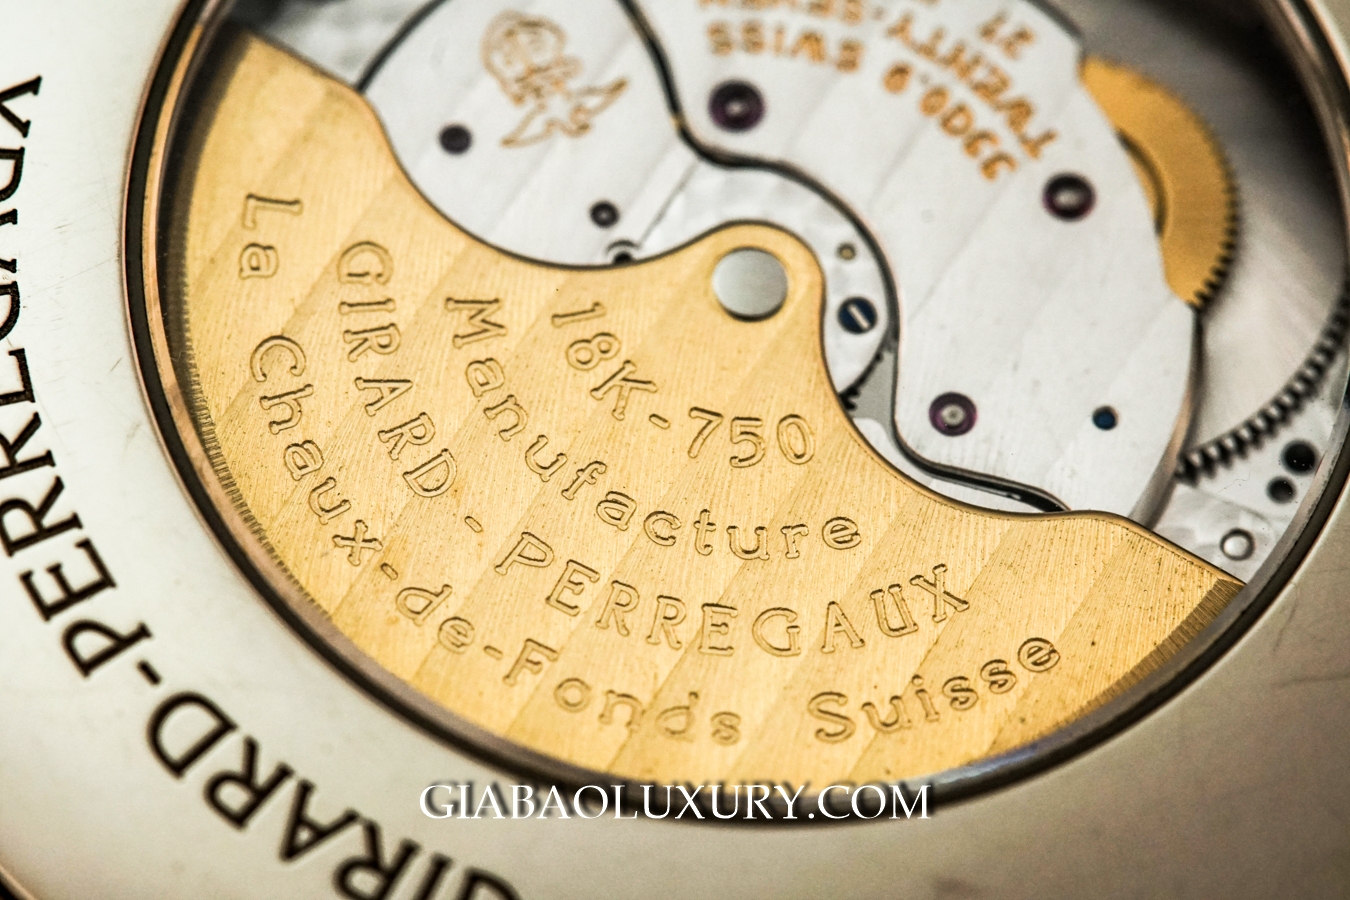 18K-750
Manufacture
GIRARD-PERREGAUX
La Chaux-de-Fonds Suisse
TWENTY-SEVEN
27
SWISS
33D0.9
GIRARD-PERREGAUX
GIABAOLUXURY.COM